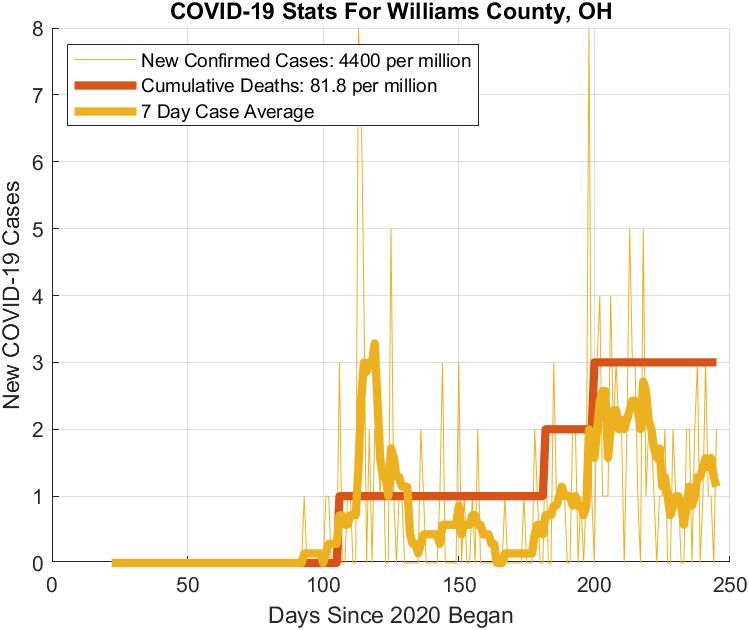 COVID-19 Stats For Williams County, OH
New Confirmed Cases: 4400 per million
Cumulative Deaths: 81.8 per million
7 Day Case Average
New COVID-19 Cases
8
7
6
5
4
3
2
1
0
0 50 100 150 200 250
Days Since 2020 Began